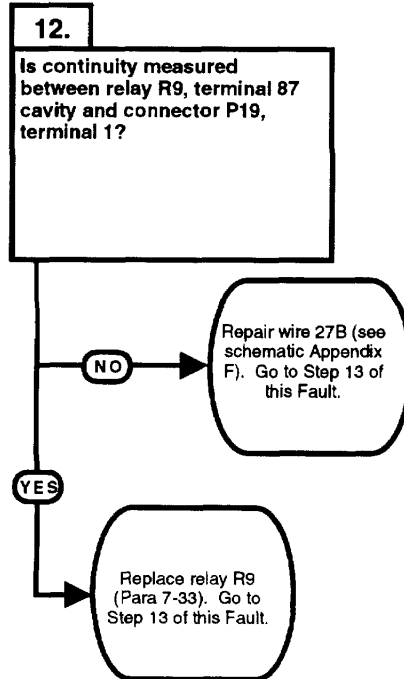 12.
Is continuity measured
between relay R9, terminal 87
cavity and connector P19,
terminal 1?
Repair wire 27B (see
schematic Appendix
F). Go to Step 13 of
this Fault.
NO
YES
Replace relay R9
(Para 7-33). Go to
Step 13 of this Fault.